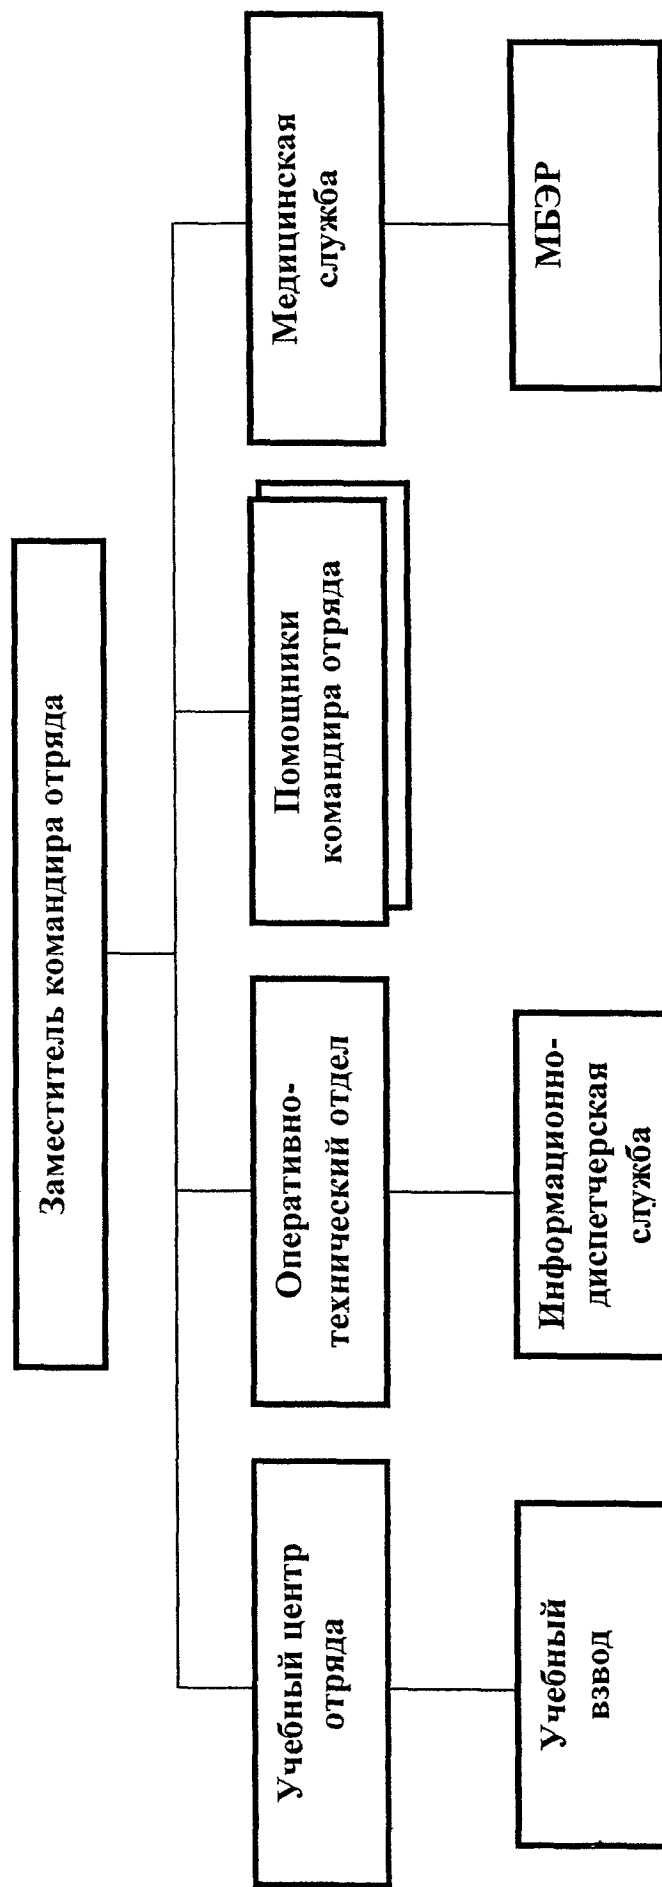 Заместитель командира отряда
Учебный центр
отряда
Оперативно-
технический отдел
Помощники
командира отряда
Медицинская
служба
Учебный
взвод
Информационно-
диспетчерская
служба
МБЭР